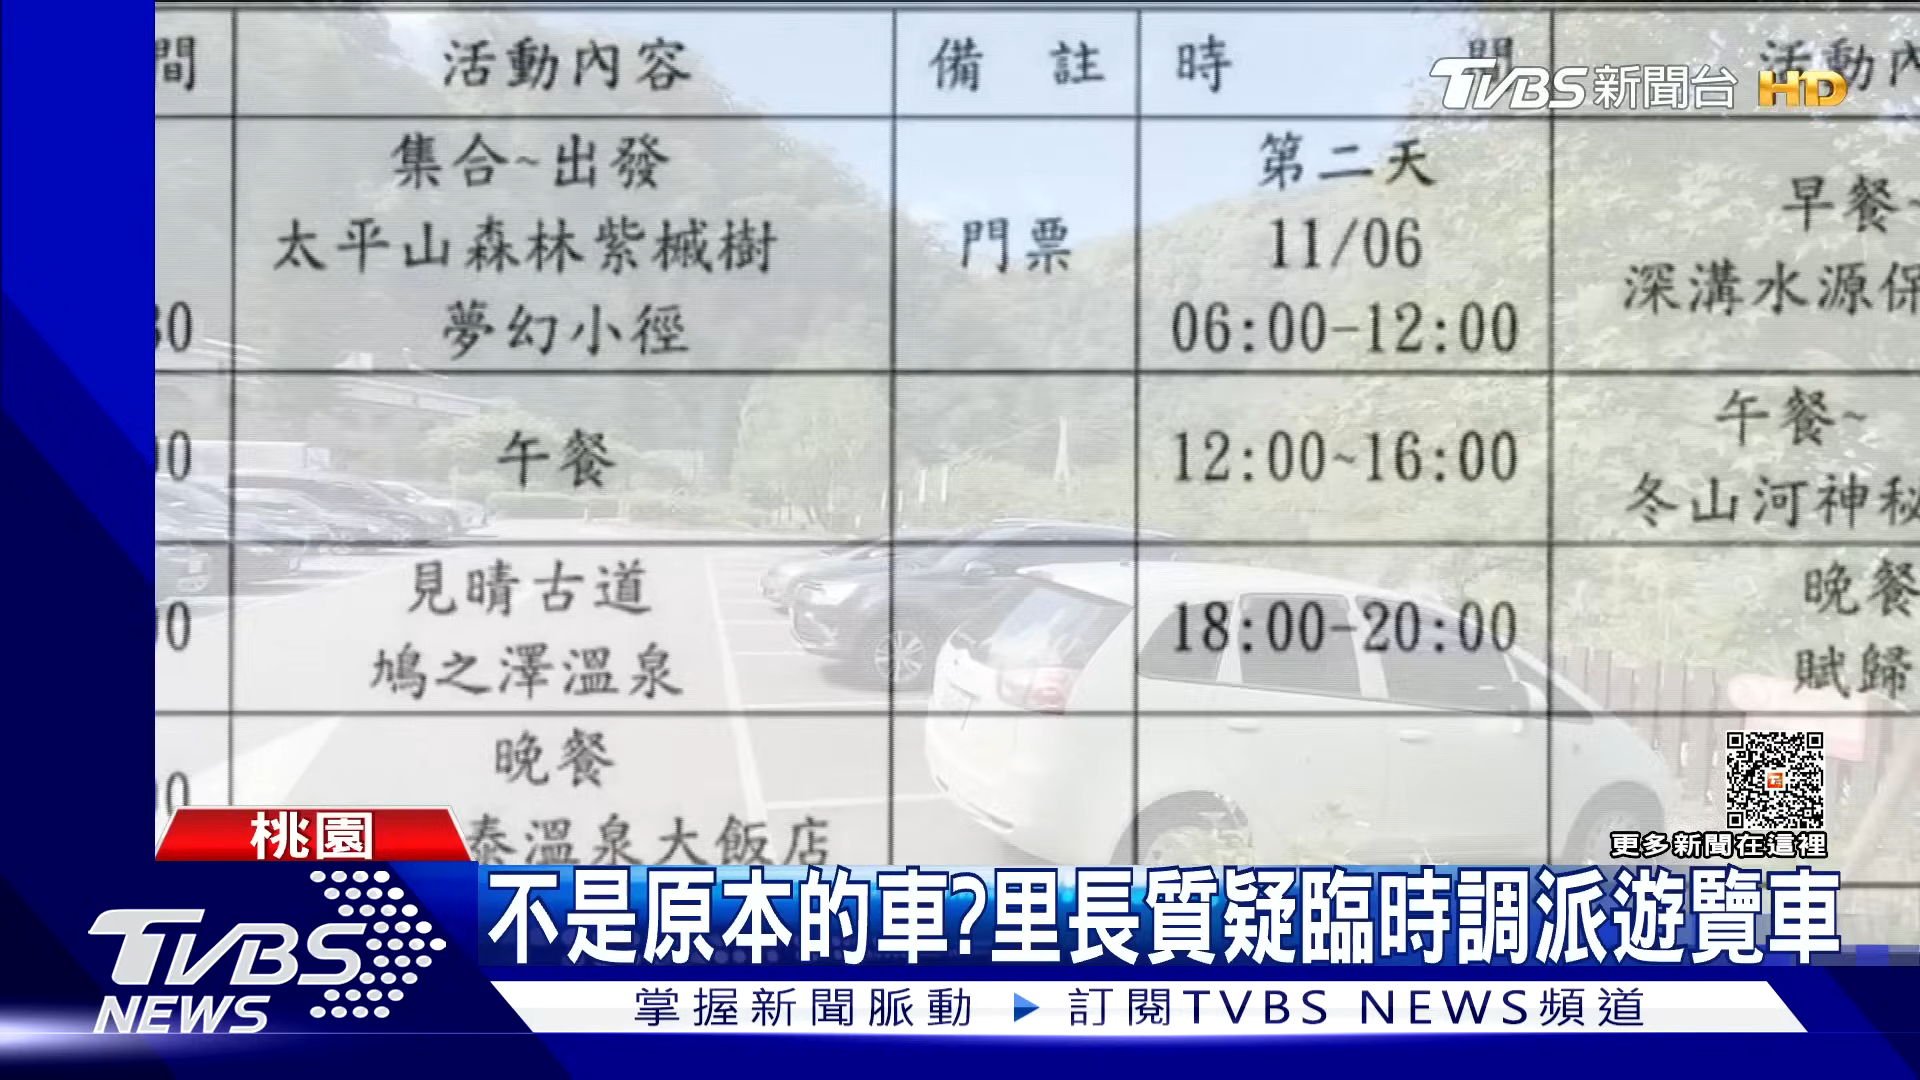 間 活動內容 備註 時間 活動內
TVBS新聞台 HD
集合~出發
太平山森林紫槭樹
夢幻小徑
門票
第二天
11/06
06:00-12:00
早餐~
深溝水源保
30
午餐
12:00~16:00
午餐~
冬山河神秘
00
見晴古道
鳩之澤溫泉
18:00-20:00
晚餐
賦歸
00
晚餐
泰溫泉大飯店
0
更多新聞在這裡
桃園
不是原本的車?里長質疑臨時調派遊覽車
TVBS
NEWS
掌握新聞脈動 訂閱TVBS NEWS頻道